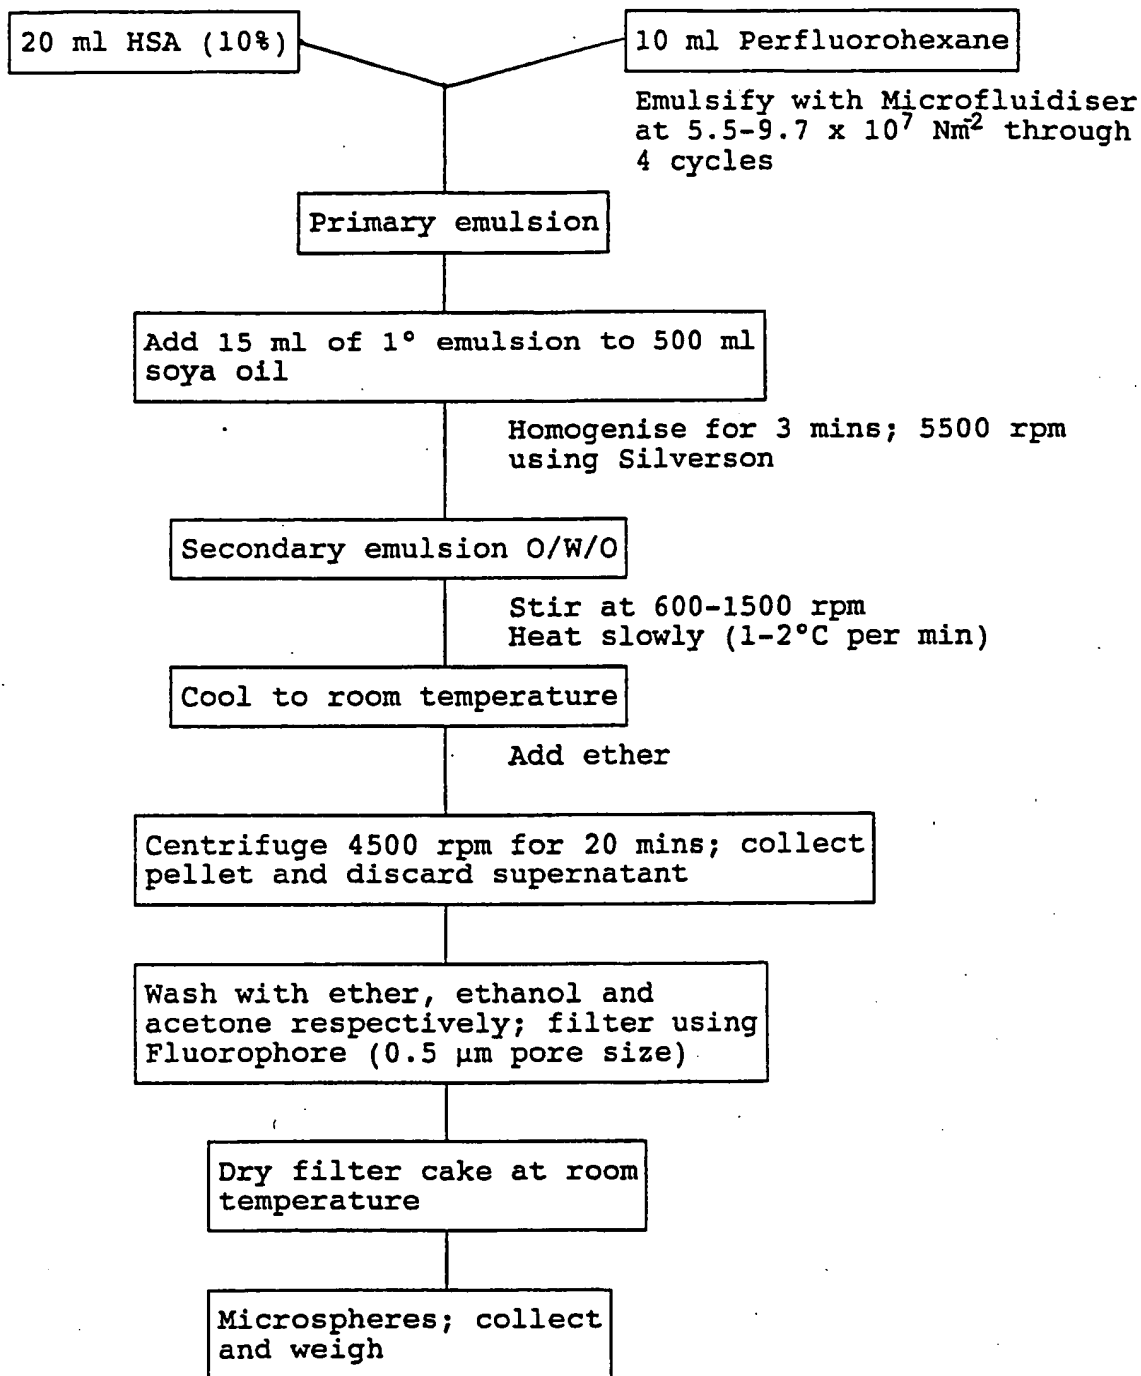 20 ml HSA (10%)
10 ml Perfluorohexane
Emulsify with Microfluidiser
at 5.5-9.7 x 10⁷ Nm⁻² through
4 cycles
Primary emulsion
Add 15 ml of 1° emulsion to 500 ml
soya oil
Homogenise for 3 mins; 5500 rpm
using Silverson
Secondary emulsion O/W/O
Stir at 600-1500 rpm
Heat slowly (1-2°C per min)
Cool to room temperature
Add ether
Centrifuge 4500 rpm for 20 mins; collect
pellet and discard supernatant
Wash with ether, ethanol and
acetone respectively; filter using
Fluorophore (0.5 µm pore size)
Dry filter cake at room
temperature
Microspheres; collect
and weigh